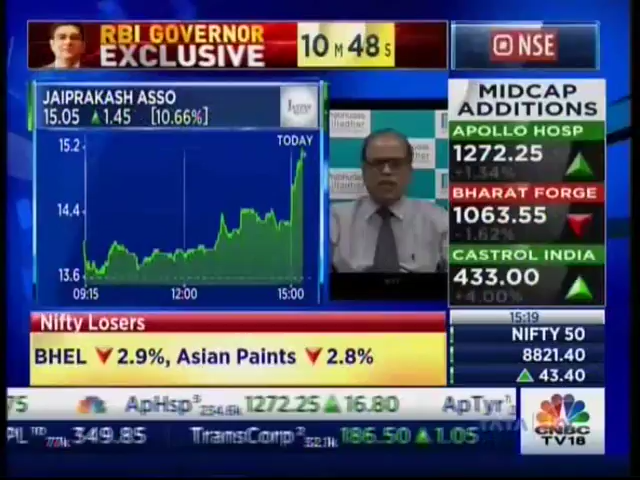 RBI GOVERNOR
EXCLUSIVE
10 M 48 S
NSE
JAIPRAKASH ASSO
15.05 ▲ 1.45 [10.66%]
TODAY
15.2
14.4
13.6
09:15 12:00 15:00
MIDCAP
ADDITIONS
APOLLO HSP
1272.25
+1.34%
BHARAT FORGE
1063.55
-1.62%
CASTROL INDIA
433.00
+4.00%
Nifty Losers
BHEL ▼ 2.9%, Asian Paints ▼ 2.8%
15:19
NIFTY 50
8821.40
▲ 43.40
75 ApHsp 1272.25 ▲ 16.80 ApTyr
PL 349.85 TransCorp 186.50 ▲ 1.05
CNBC
TV18